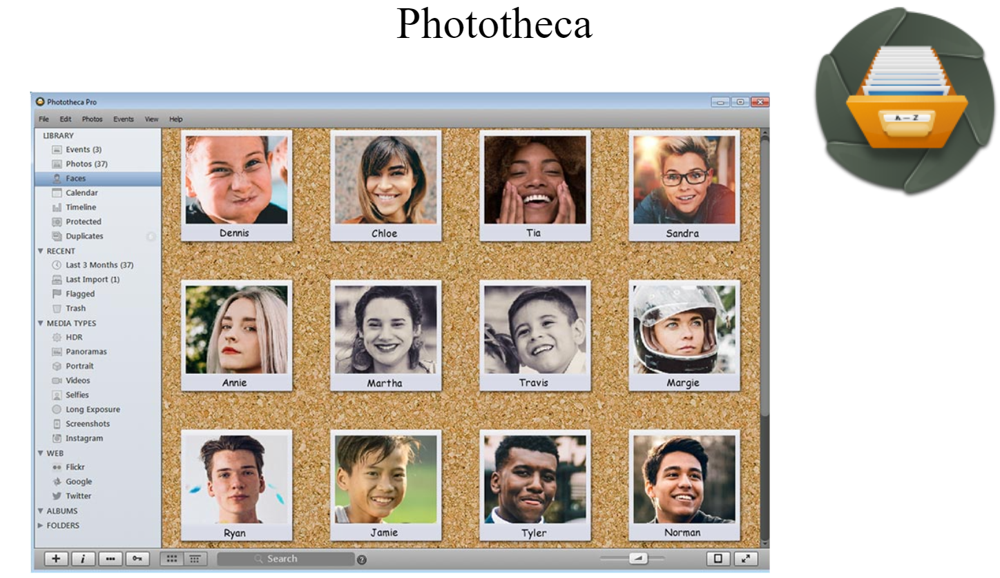 Phototheca
A — Z
Phototheca Pro
File Edit Photos Events View Help
LIBRARY
Events (3)
Photos (37)
Faces
Calendar
Timeline
Protected
Duplicates
RECENT
Last 3 Months (37)
Last Import (1)
Flagged
Trash
MEDIA TYPES
HDR
Panoramas
Portrait
Videos
Selfies
Long Exposure
Screenshots
Instagram
WEB
Flickr
Google
Twitter
ALBUMS
FOLDERS
Dennis Chloe Tia Sandra
Annie Martha Travis Margie
Ryan Jamie Tyler Norman
Search